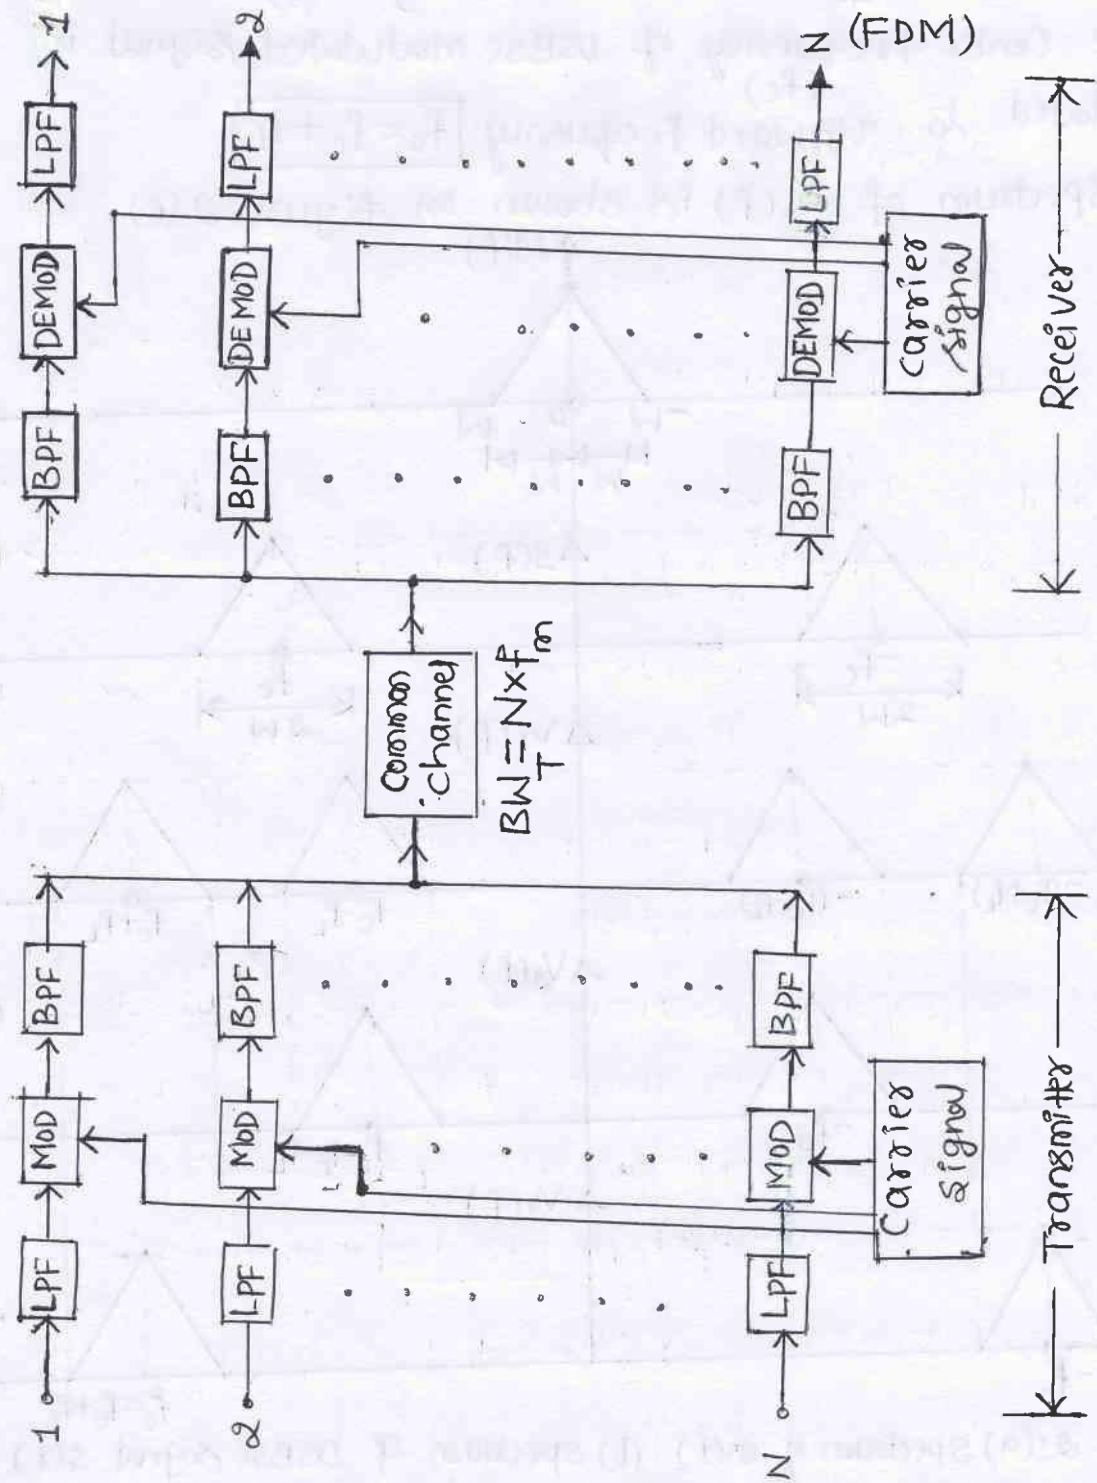 1 LPF MOD BPF BPF DEMOD LPF 1
2 LPF MOD BPF BPF DEMOD LPF 2
Common
channel
BW_T = N×f_m
N LPF MOD BPF BPF DEMOD LPF N (FDM)
Carrier
Signal
Carrier
Signal
Transmitter
Receiver